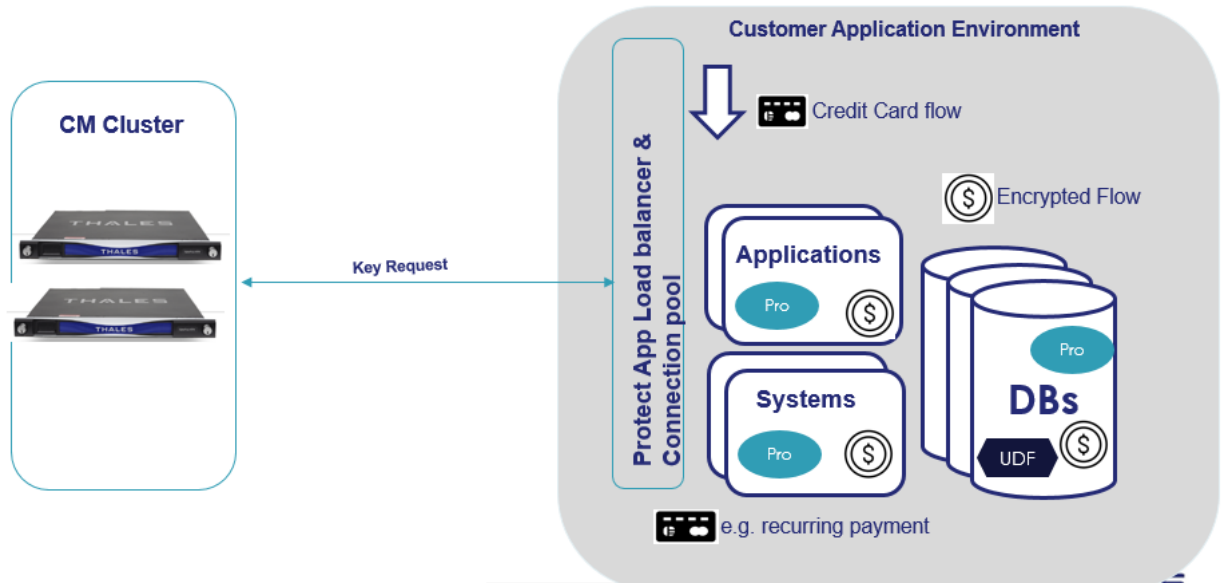 Customer Application Environment
CM Cluster
THALES
THALES
THALES
THALES
Key Request
Protect App Load balancer &
Connection pool
Credit Card flow
Encrypted Flow
Applications
Pro
Systems
Pro
Pro
DBs
UDF
e.g. recurring payment